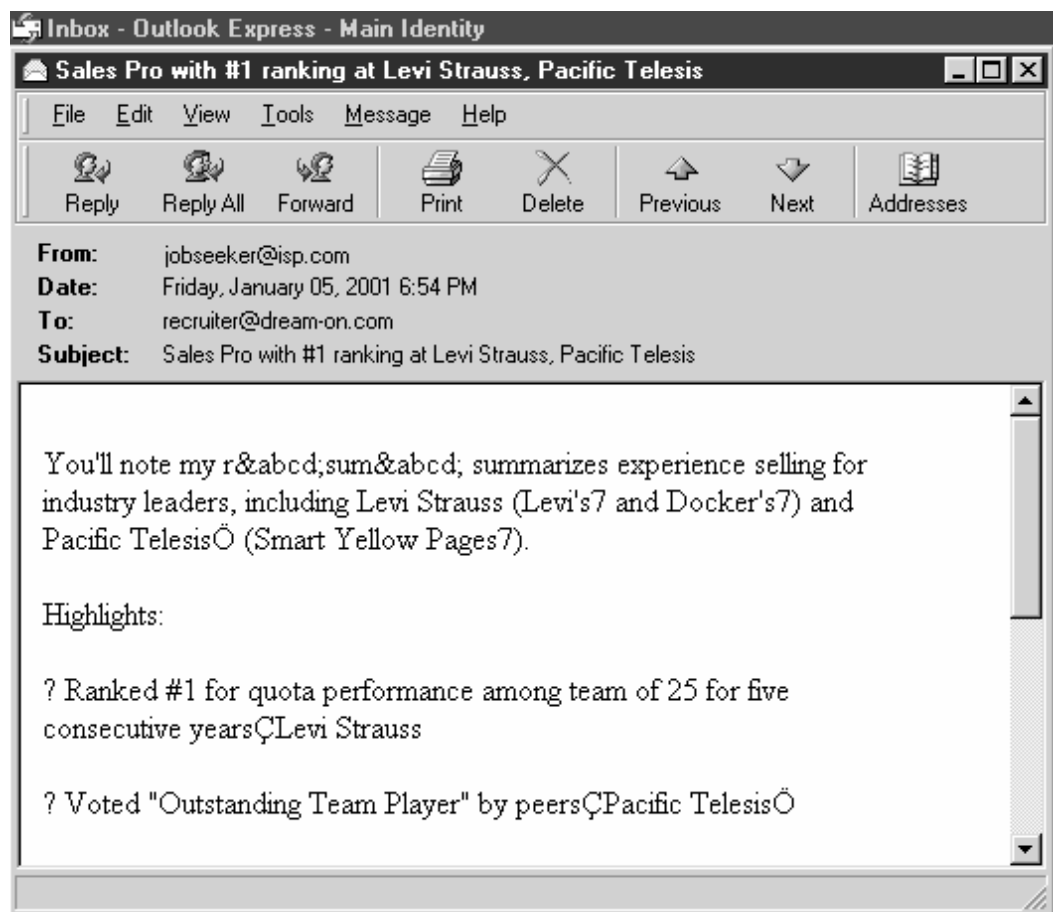 Inbox - Outlook Express - Main Identity
Sales Pro with #1 ranking at Levi Strauss, Pacific Telesis
File Edit View Tools Message Help
Reply Reply All Forward Print Delete Previous Next Addresses
From: jobseeker@isp.com
Date: Friday, January 05, 2001 6:54 PM
To: recruiter@dream-on.com
Subject: Sales Pro with #1 ranking at Levi Strauss, Pacific Telesis
You'll note my r&abcd;sum&abcd; summarizes experience selling for
industry leaders, including Levi Strauss (Levi's7 and Docker's7) and
Pacific TelesisÖ (Smart Yellow Pages7).
Highlights:
? Ranked #1 for quota performance among team of 25 for five
consecutive yearsÇLevi Strauss
? Voted "Outstanding Team Player" by peersÇPacific TelesisÖ